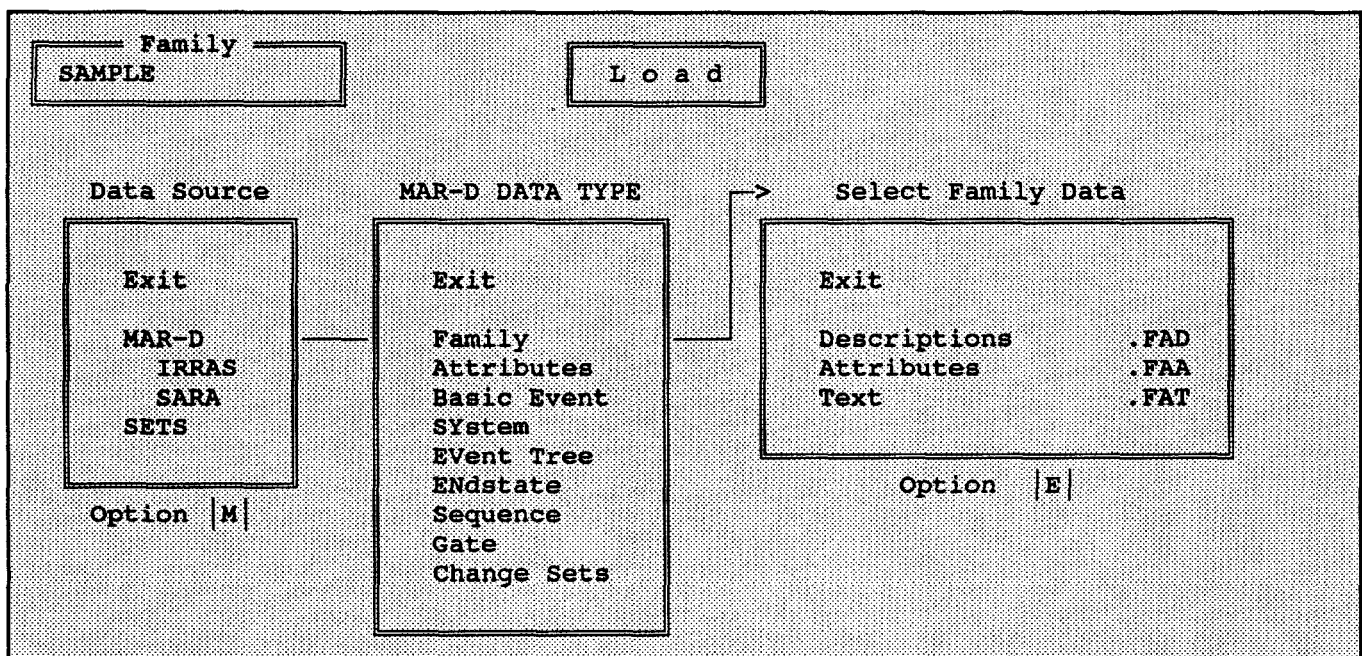 Family
SAMPLE
L o a d
Data Source
Exit
MAR-D
IRRAS
SARA
SETS
Option |M|
MAR-D DATA TYPE
Exit
Family
Attributes
Basic Event
SYstem
EVent Tree
ENdstate
Sequence
Gate
Change Sets
Select Family Data
Exit
Descriptions .FAD
Attributes .FAA
Text .FAT
Option |E|